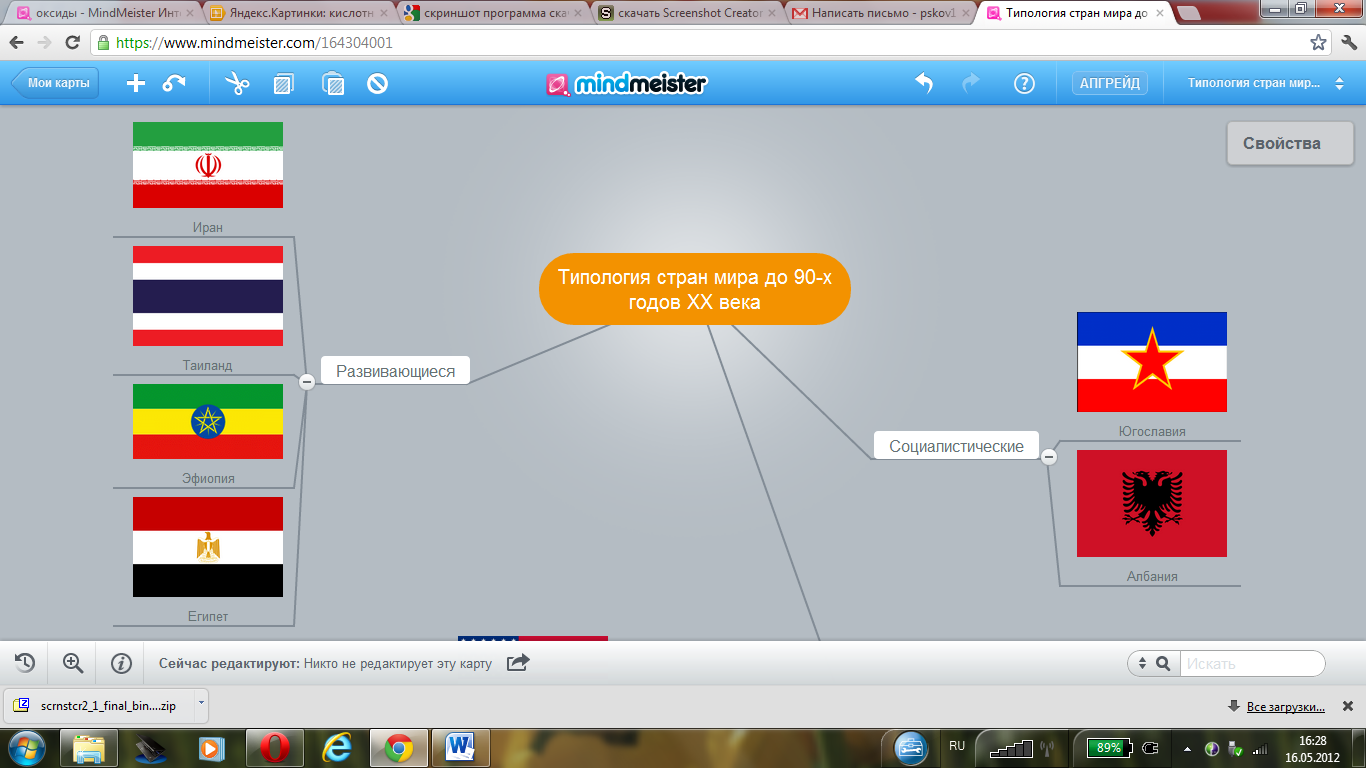 оксиды - MindMeister Инте
Яндекс.Картинки: кислотн
скриншот программа ска
скачать Screenshot Creator
Написать письмо - pskov1
Типология стран мира до
https://www.mindmeister.com/164304001
Мои карты
mindmeister
АПГРЕЙД
Типология стран мир...
Свойства
Иран
Типология стран мира до 90-х
годов XX века
Таиланд
Развивающиеся
Югославия
Социалистические
Эфиопия
Албания
Египет
Сейчас редактируют: Никто не редактирует эту карту
Искать
scrnstcr2_1_final_bin....zip
Все загрузки...
RU
89%
16:28
16.05.2012